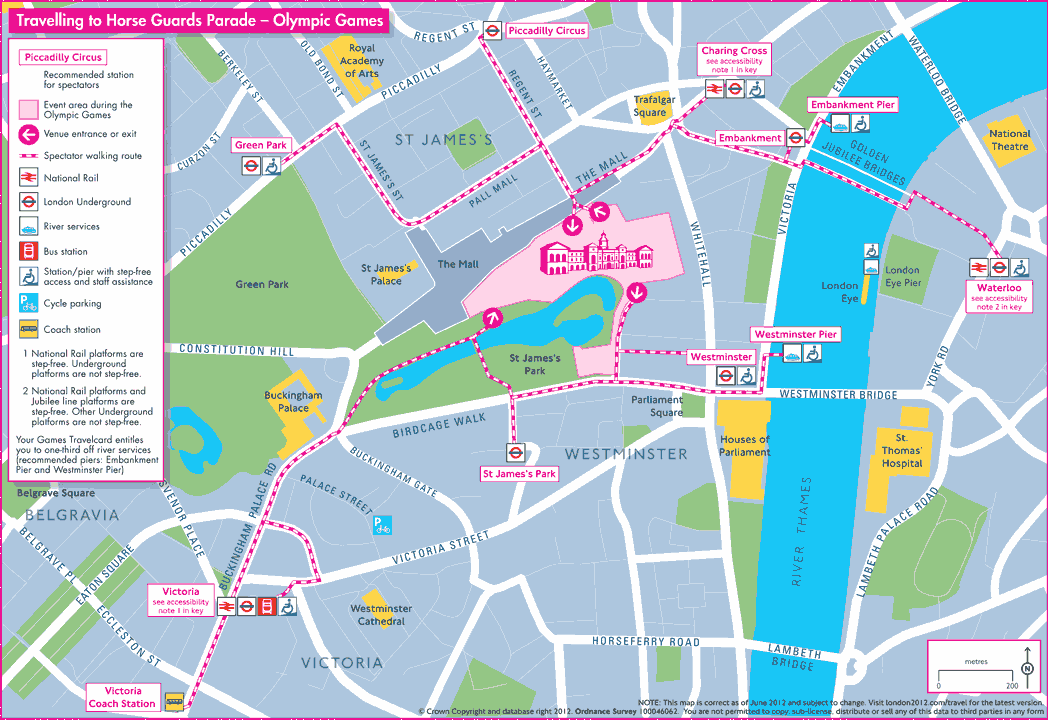 Travelling to Horse Guards Parade – Olympic Games
Piccadilly Circus
Recommended station
for spectators
Event area during the
Olympic Games
Venue entrance or exit
Spectator walking route
National Rail
London Underground
River services
Bus station
Station/pier with step-free
access and staff assistance
Cycle parking
Coach station
1 National Rail platforms are
step-free. Underground
platforms are not step-free.
2 National Rail platforms and
Jubilee line platforms are
step-free. Other Underground
platforms are not step-free.
Your Games Travelcard entitles
you to one-third off river services
(recommended piers: Embankment
Pier and Westminster Pier)
REGENT ST
Piccadilly Circus
OLD BOND ST
BERKELEY ST
Royal
Academy
of Arts
PICCADILLY
REGENT ST
HAYMARKET
Charing Cross
see accessibility
note 1 in key
EMBANKMENT
WATERLOO BRIDGE
Trafalgar
Square
Embankment Pier
Embankment
GOLDEN
JUBILEE BRIDGES
National
Theatre
CURZON ST
Green Park
ST JAMES'S
ST JAMES'S ST
PALL MALL
THE MALL
VICTORIA
WHITEHALL
PICCADILLY
The Mall
St James's
Palace
Green Park
London
Eye
London
Eye Pier
Waterloo
see accessibility
note 2 in key
Westminster Pier
CONSTITUTION HILL
St James's
Park
Westminster
YORK RD
Buckingham
Palace
Parliament
Square
WESTMINSTER BRIDGE
BIRDCAGE WALK
Houses of
Parliament
St.
Thomas'
Hospital
WESTMINSTER
BUCKINGHAM GATE
St James's Park
PALACE STREET
P
Belgrave Square
BELGRAVIA
SVENOR PLACE
BUCKINGHAM PALACE RD
VICTORIA STREET
RIVER THAMES
LAMBETH PALACE ROAD
BELGRAVE PL
EATON SQUARE
ECCLESTON ST
Victoria
see accessibility
note 1 in key
Westminster
Cathedral
VICTORIA
HORSEFERRY ROAD
LAMBETH
BRIDGE
Victoria
Coach Station
metres
0 200
N
NOTE: This map is correct as of June 2012 and subject to change. Visit london2012.com/travel for the latest version.
© Crown Copyright and database right 2012. Ordnance Survey 100046062. You are not permitted to copy, sub-license, distribute or sell any of this data to third parties in any form